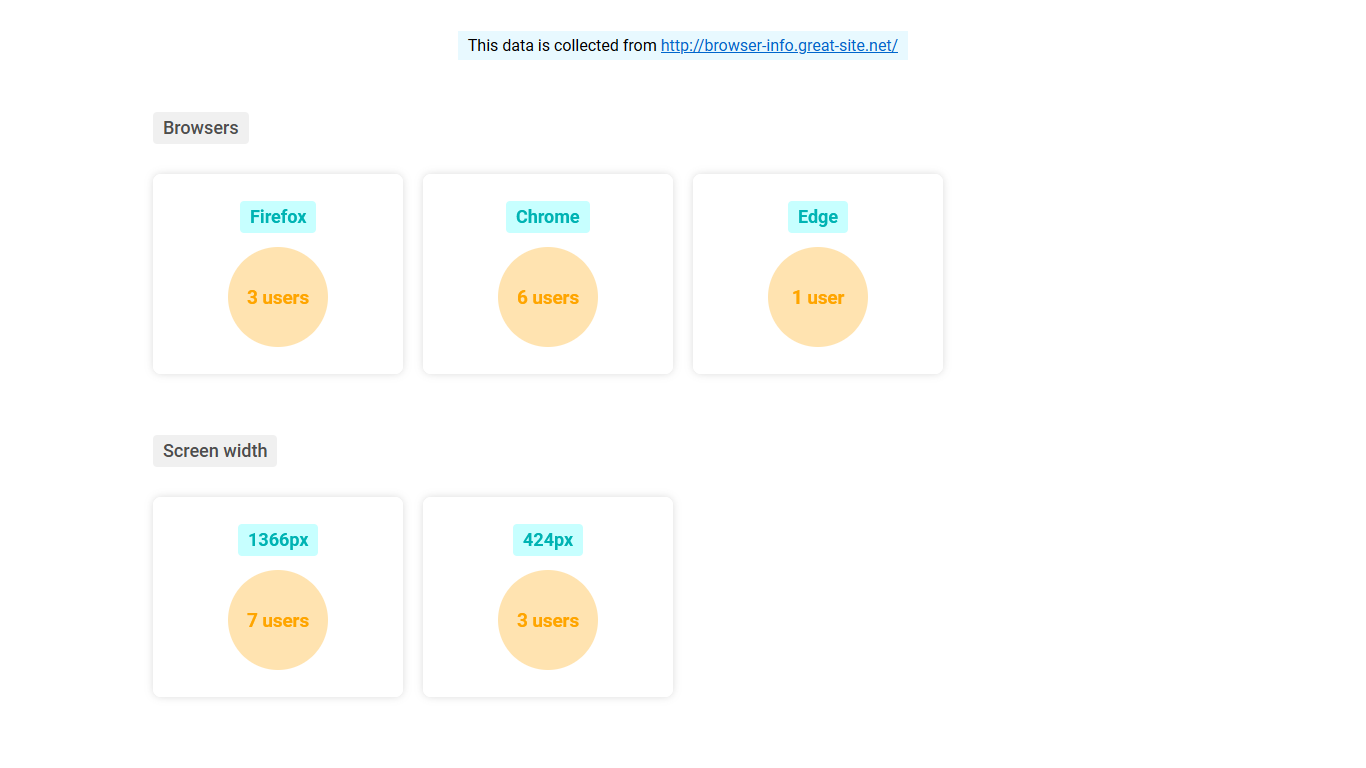 This data is collected from http://browser-info.great-site.net/
Browsers
Firefox
3 users
Chrome
6 users
Edge
1 user
Screen width
1366px
7 users
424px
3 users